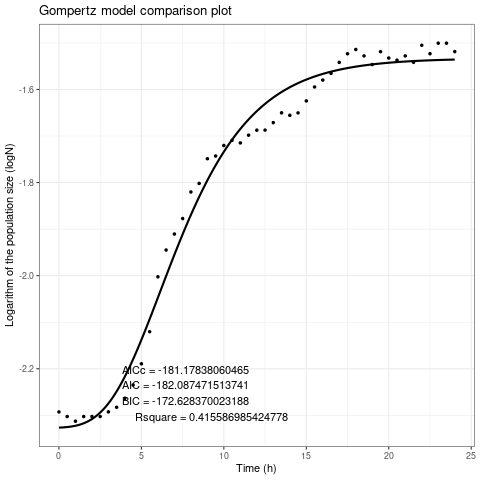 Gompertz model comparison plot
Logarithm of the population size (logN)
-1.6
-1.8
-2.0
-2.2
AICc = -181.17838060465
AIC = -182.087471513741
BIC = -172.628370023188
Rsquare = 0.415586985424778
0 5 10 15 20 25
Time (h)